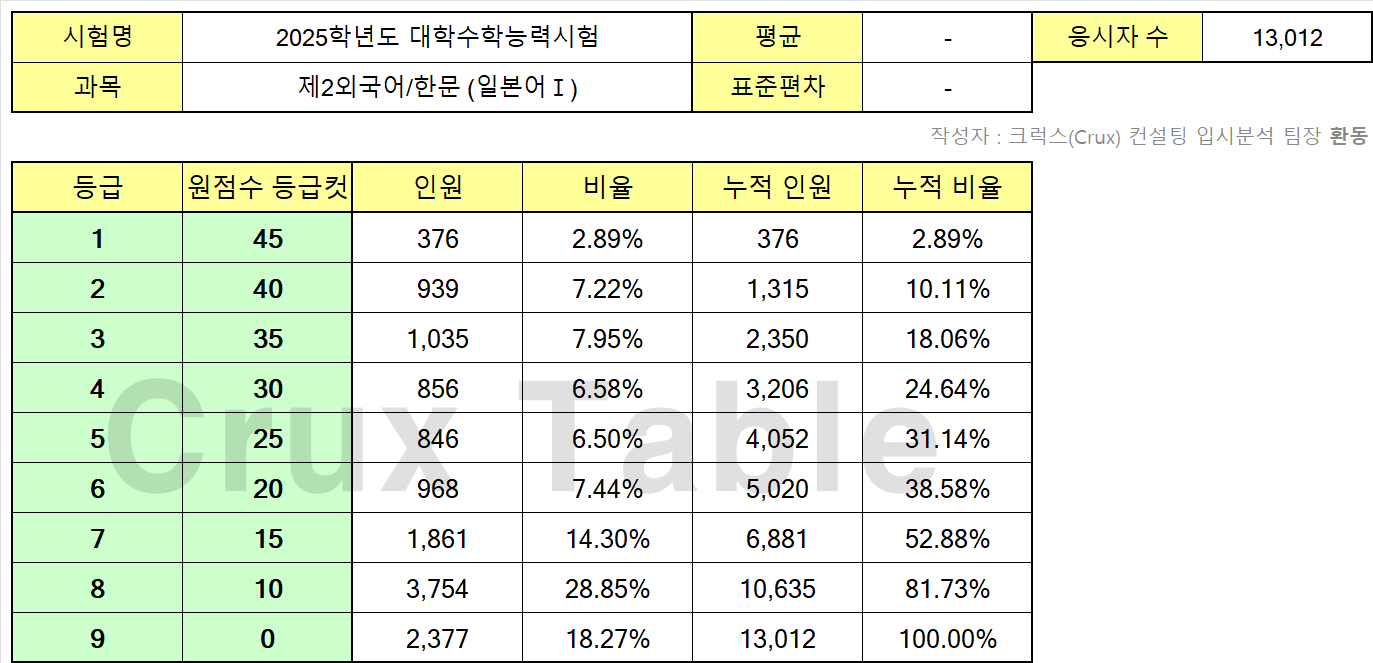 시험명 2025학년도 대학수학능력시험 평균 - 응시자 수 13,012
과목 제2외국어/한문 (일본어Ⅰ) 표준편차 -
작성자 : 크럭스(Crux) 컨설팅 입시분석 팀장 환동
등급 원점수 등급컷 인원 비율 누적 인원 누적 비율
1 45 376 2.89% 376 2.89%
2 40 939 7.22% 1,315 10.11%
3 35 1,035 7.95% 2,350 18.06%
4 30 856 6.58% 3,206 24.64%
5 25 846 6.50% 4,052 31.14%
6 20 968 7.44% 5,020 38.58%
7 15 1,861 14.30% 6,881 52.88%
8 10 3,754 28.85% 10,635 81.73%
9 0 2,377 18.27% 13,012 100.00%
Crux Table